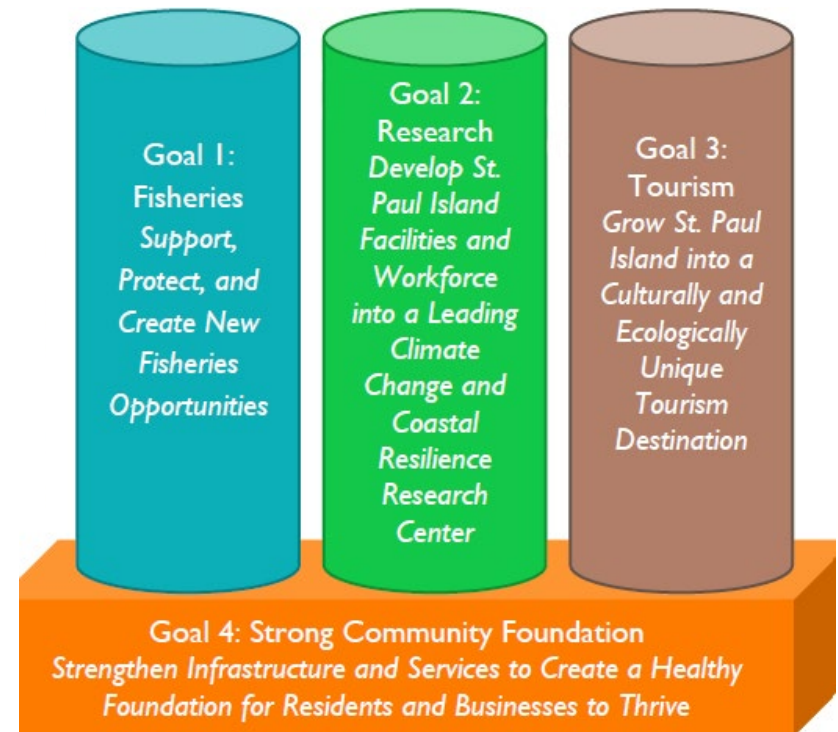 Goal 1:
Fisheries
Support,
Protect, and
Create New
Fisheries
Opportunities
Goal 2:
Research
Develop St.
Paul Island
Facilities and
Workforce
into a Leading
Climate
Change and
Coastal
Resilience
Research
Center
Goal 3:
Tourism
Grow St. Paul
Island into a
Culturally and
Ecologically
Unique
Tourism
Destination
Goal 4: Strong Community Foundation
Strengthen Infrastructure and Services to Create a Healthy
Foundation for Residents and Businesses to Thrive